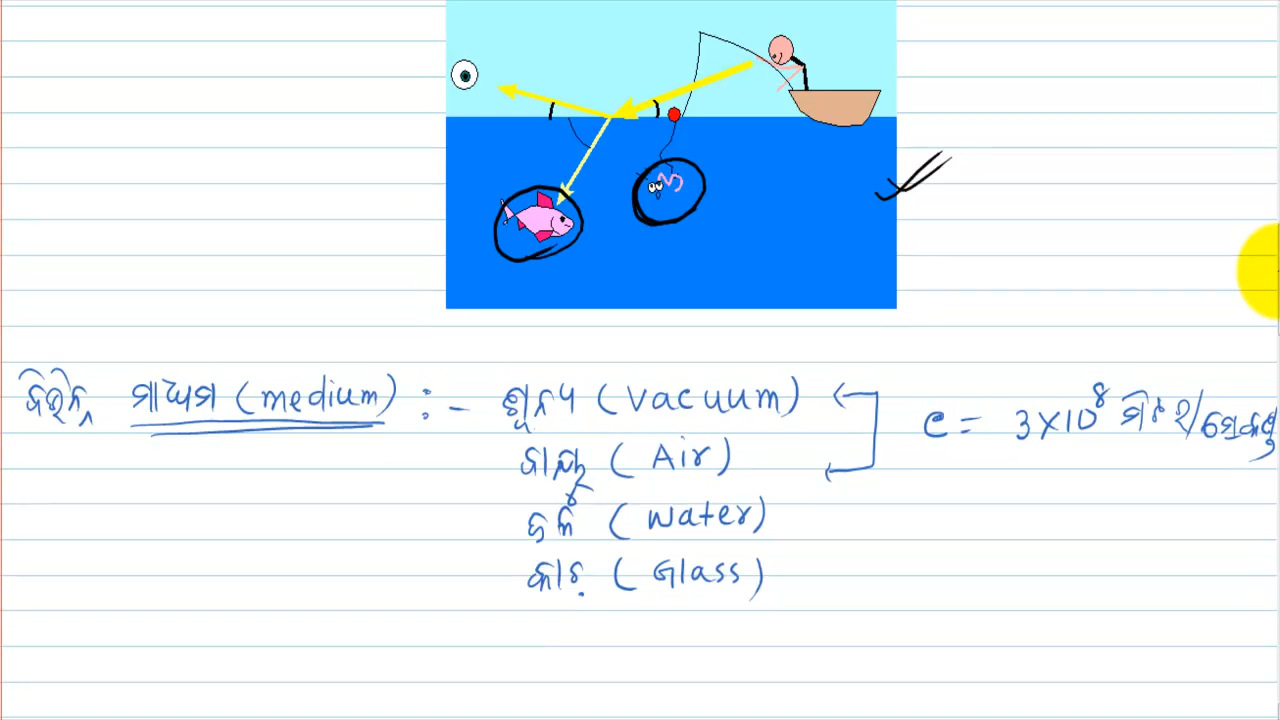 ବିଭିନ୍ନ ମାଧ୍ୟମ (medium) :- ଶୂନ୍ୟ (Vacuum) C = 3×10⁸ ମିଟର/ସେକେଣ୍ଡ
ବାୟୁ (Air)
ଜଳ (Water)
କାଚ (Glass)